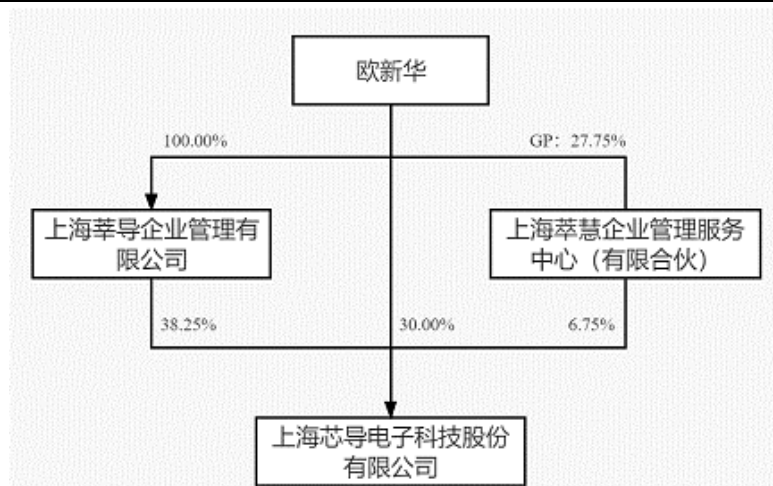 欧新华
100.00%
GP：27.75%
上海莘导企业管理有
限公司
上海萃慧企业管理服务
中心（有限合伙）
38.25%
30.00%
6.75%
上海芯导电子科技股份
有限公司